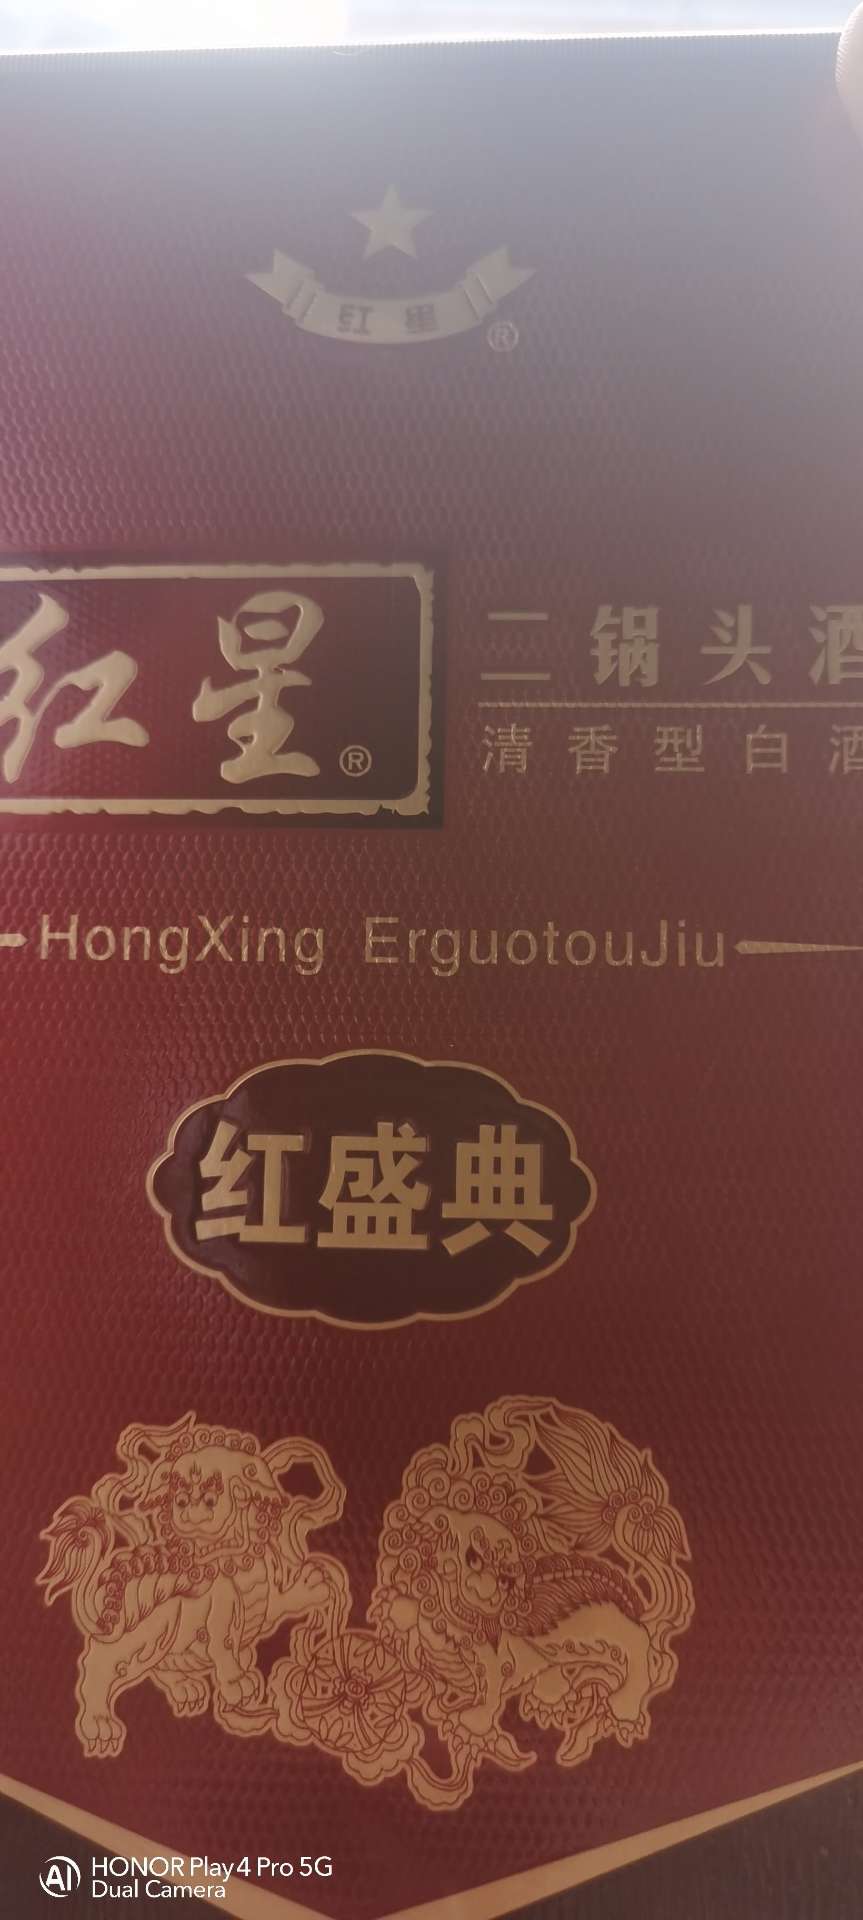 红星
®
红星®
二锅头酒
清香型白酒
HongXing ErguotouJiu
红盛典
AI HONOR Play4 Pro 5G
Dual Camera